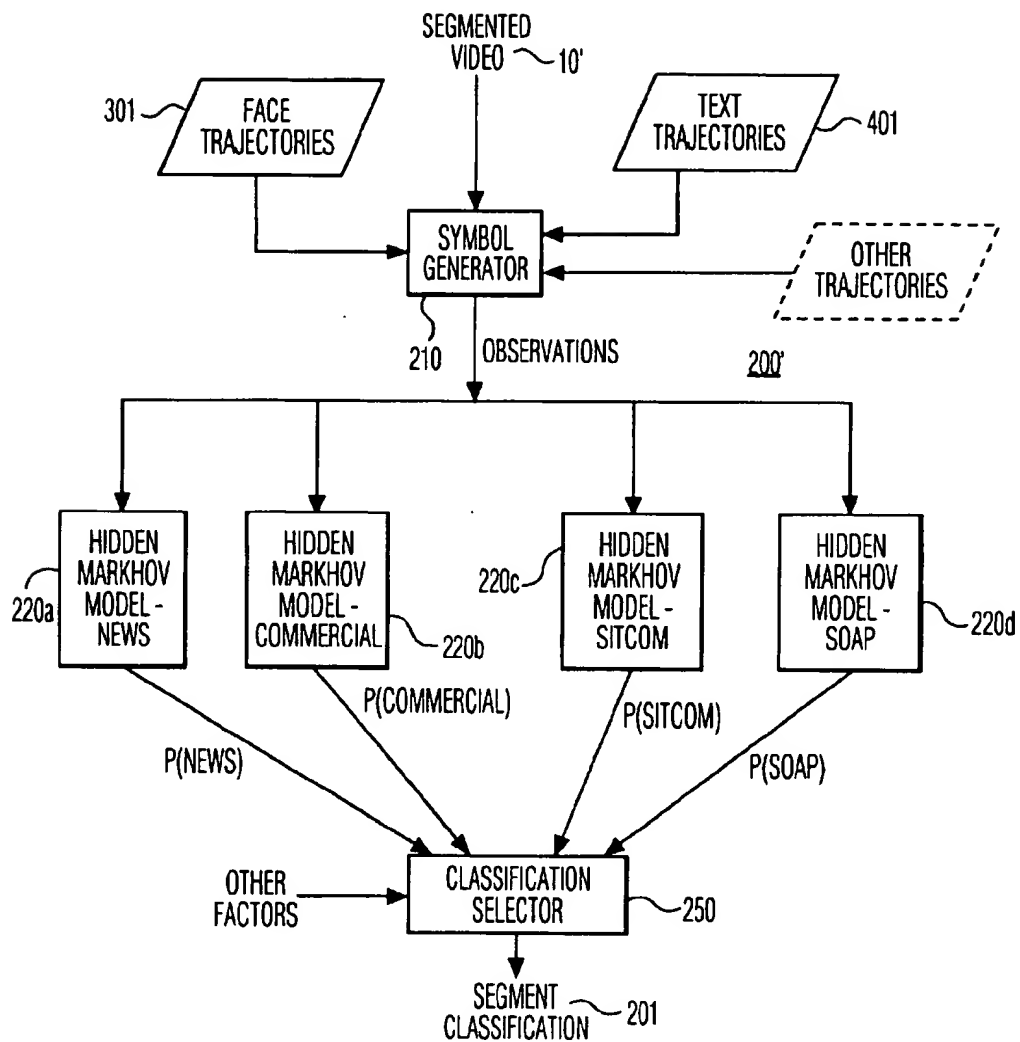 SEGMENTED
VIDEO
10'
301
FACE
TRAJECTORIES
TEXT
TRAJECTORIES
401
SYMBOL
GENERATOR
OTHER
TRAJECTORIES
210
OBSERVATIONS
200'
HIDDEN
MARKHOV
MODEL-
NEWS
220a
HIDDEN
MARKHOV
MODEL-
COMMERCIAL
220b
HIDDEN
MARKHOV
MODEL-
SITCOM
220c
HIDDEN
MARKHOV
MODEL-
SOAP
220d
P(NEWS)
P(COMMERCIAL)
P(SITCOM)
P(SOAP)
OTHER
FACTORS
CLASSIFICATION
SELECTOR
250
SEGMENT
CLASSIFICATION
201